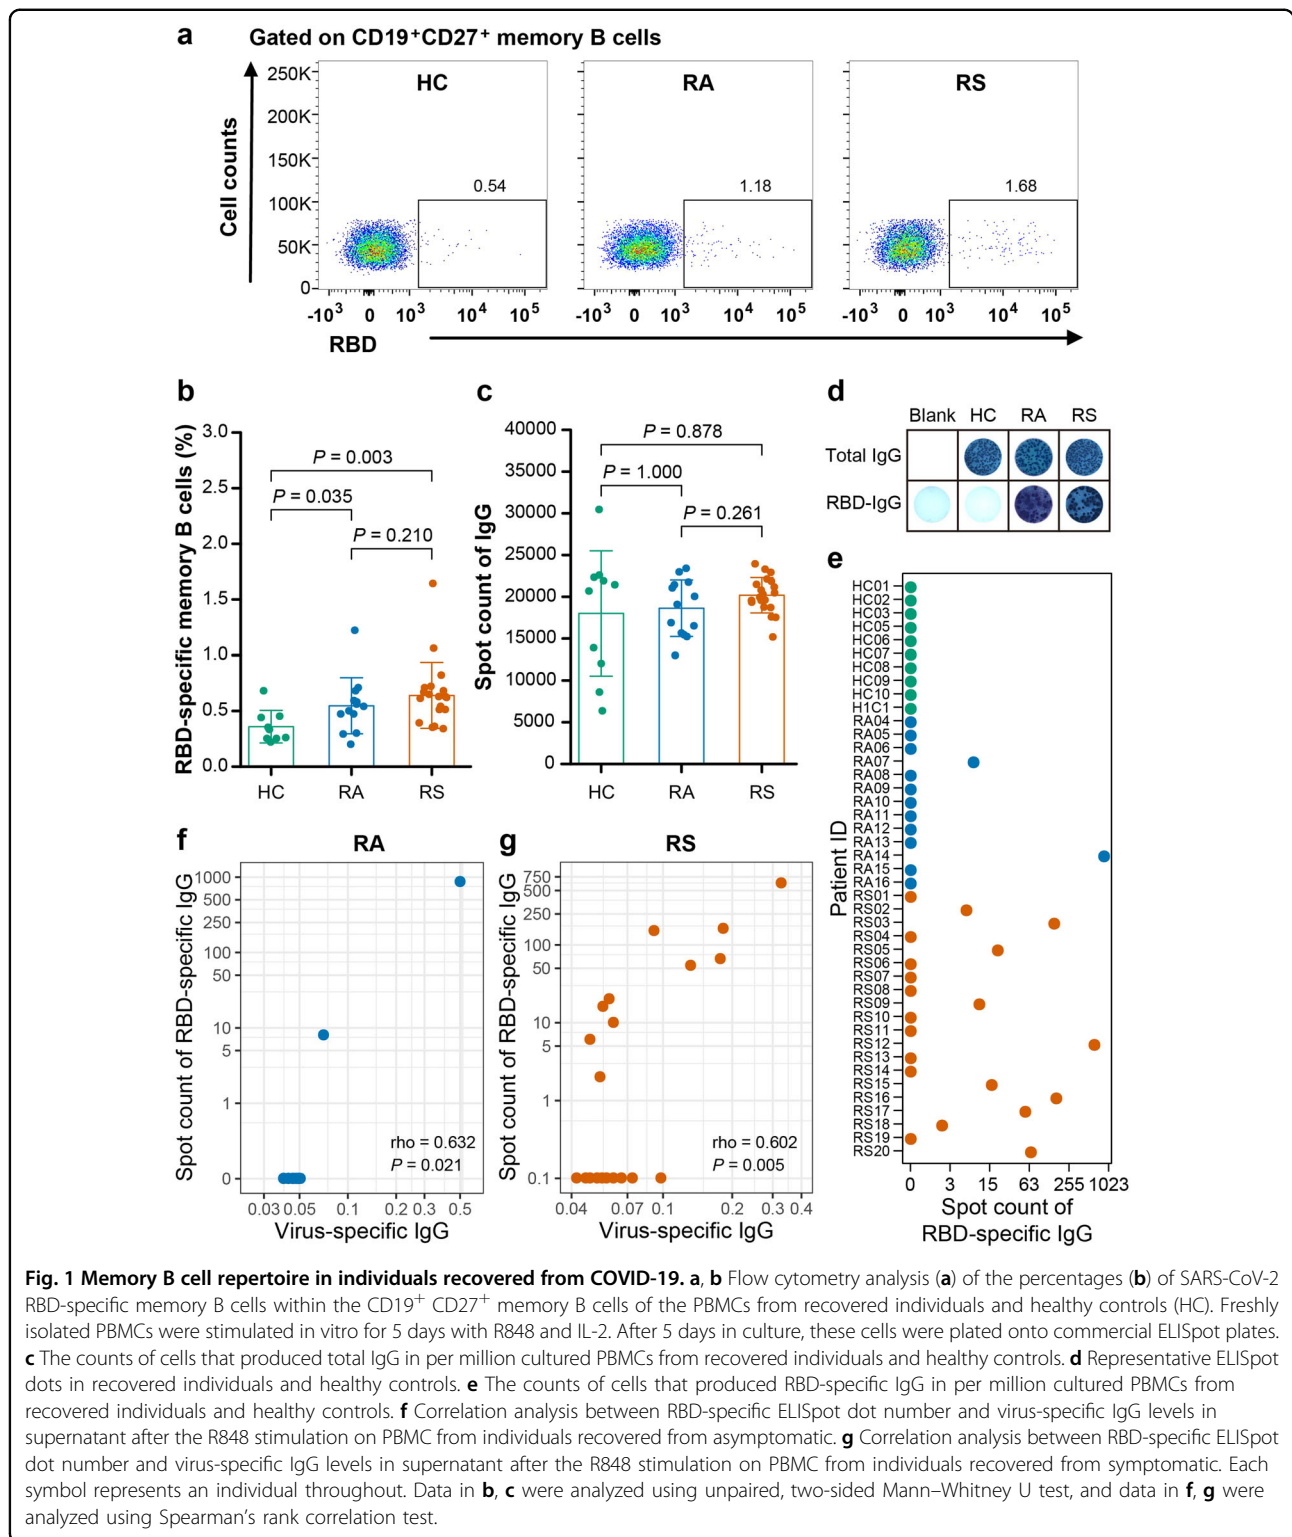 a Gated on CD19+CD27+ memory B cells
HC RA RS
Cell counts
250K
200K
150K
100K
50K
0
0.54 1.18 1.68
-10³ 0 10³ 10⁴ 10⁵ -10³ 0 10³ 10⁴ 10⁵ -10³ 0 10³ 10⁴ 10⁵
RBD
b
RBD-specific memory B cells (%)
3.0
2.5
2.0
1.5
1.0
0.5
0.0
P = 0.003
P = 0.035
P = 0.210
HC RA RS
c
Spot count of IgG
40000
35000
30000
25000
20000
15000
10000
5000
0
P = 0.878
P = 1.000
P = 0.261
HC RA RS
d
Blank HC RA RS
Total IgG
RBD-IgG
e
Patient ID
HC01
HC02
HC03
HC05
HC06
HC07
HC08
HC09
HC10
H1C1
RA04
RA05
RA06
RA07
RA08
RA09
RA10
RA11
RA12
RA13
RA14
RA15
RA16
RS01
RS02
RS03
RS04
RS05
RS06
RS07
RS08
RS09
RS10
RS11
RS12
RS13
RS14
RS15
RS16
RS17
RS18
RS19
RS20
0 3 15 63 255 1023
Spot count of
RBD-specific IgG
f RA
Spot count of RBD-specific IgG
1000
500
250
100
50
10
5
1
0
rho = 0.632
P = 0.021
0.03 0.05 0.1 0.2 0.3 0.5
Virus-specific IgG
g RS
Spot count of RBD-specific IgG
750
500
250
100
50
10
5
1
0.1
rho = 0.602
P = 0.005
0.04 0.07 0.1 0.2 0.3 0.4
Virus-specific IgG
Fig. 1 Memory B cell repertoire in individuals recovered from COVID-19. a, b Flow cytometry analysis (a) of the percentages (b) of SARS-CoV-2
RBD-specific memory B cells within the CD19+ CD27+ memory B cells of the PBMCs from recovered individuals and healthy controls (HC). Freshly
isolated PBMCs were stimulated in vitro for 5 days with R848 and IL-2. After 5 days in culture, these cells were plated onto commercial ELISpot plates.
c The counts of cells that produced total IgG in per million cultured PBMCs from recovered individuals and healthy controls. d Representative ELISpot
dots in recovered individuals and healthy controls. e The counts of cells that produced RBD-specific IgG in per million cultured PBMCs from
recovered individuals and healthy controls. f Correlation analysis between RBD-specific ELISpot dot number and virus-specific IgG levels in
supernatant after the R848 stimulation on PBMC from individuals recovered from asymptomatic. g Correlation analysis between RBD-specific ELISpot
dot number and virus-specific IgG levels in supernatant after the R848 stimulation on PBMC from individuals recovered from symptomatic. Each
symbol represents an individual throughout. Data in b, c were analyzed using unpaired, two-sided Mann–Whitney U test, and data in f, g were
analyzed using Spearman's rank correlation test.